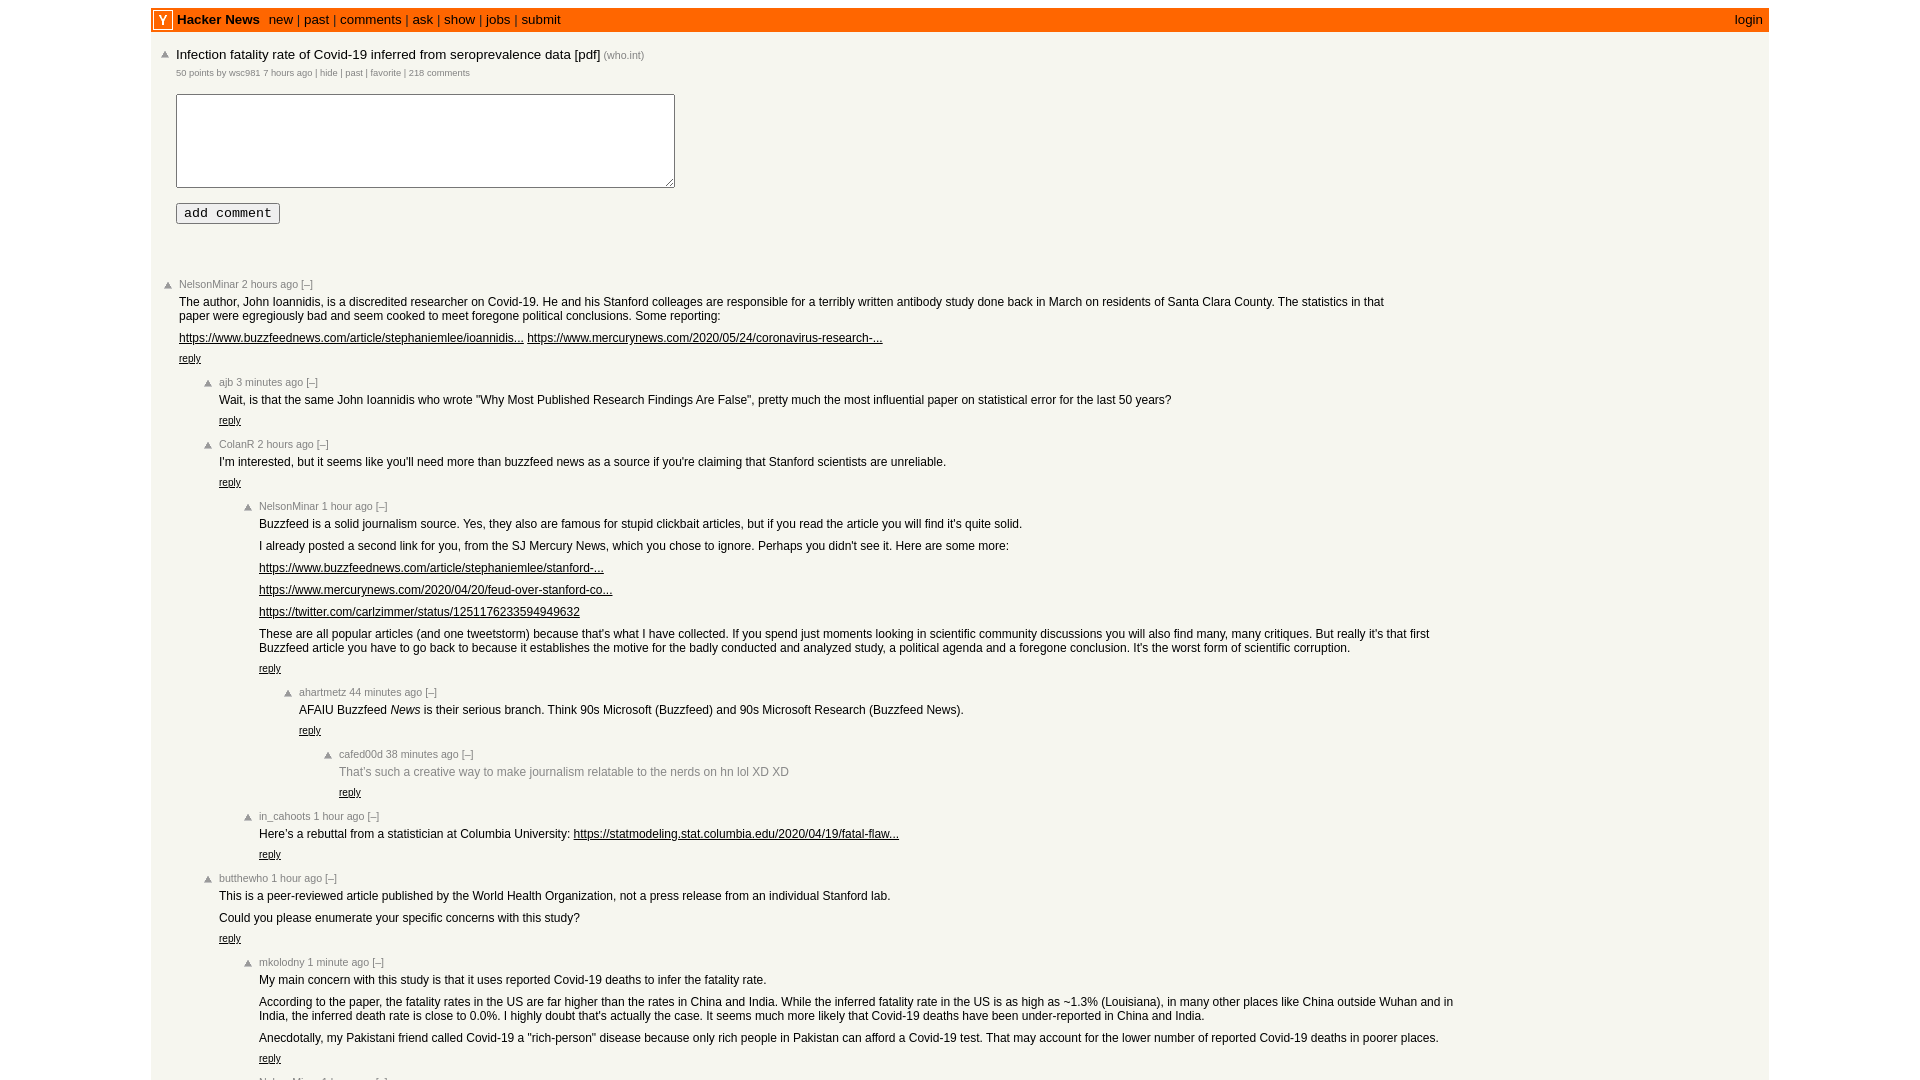 Y Hacker News new | past | comments | ask | show | jobs | submit login
Infection fatality rate of Covid-19 inferred from seroprevalence data [pdf] (who.int)
50 points by wsc981 7 hours ago | hide | past | favorite | 218 comments
add comment
NelsonMinar 2 hours ago [–]
The author, John Ioannidis, is a discredited researcher on Covid-19. He and his Stanford colleages are responsible for a terribly written antibody study done back in March on residents of Santa Clara County. The statistics in that
paper were egregiously bad and seem cooked to meet foregone political conclusions. Some reporting:
https://www.buzzfeednews.com/article/stephaniemlee/ioannidis... https://www.mercurynews.com/2020/05/24/coronavirus-research-...
reply
ajb 3 minutes ago [–]
Wait, is that the same John Ioannidis who wrote "Why Most Published Research Findings Are False", pretty much the most influential paper on statistical error for the last 50 years?
reply
ColanR 2 hours ago [–]
I'm interested, but it seems like you'll need more than buzzfeed news as a source if you're claiming that Stanford scientists are unreliable.
reply
NelsonMinar 1 hour ago [–]
Buzzfeed is a solid journalism source. Yes, they also are famous for stupid clickbait articles, but if you read the article you will find it's quite solid.
I already posted a second link for you, from the SJ Mercury News, which you chose to ignore. Perhaps you didn't see it. Here are some more:
https://www.buzzfeednews.com/article/stephaniemlee/stanford-...
https://www.mercurynews.com/2020/04/20/feud-over-stanford-co...
https://twitter.com/carlzimmer/status/1251176233594949632
These are all popular articles (and one tweetstorm) because that's what I have collected. If you spend just moments looking in scientific community discussions you will also find many, many critiques. But really it's that first
Buzzfeed article you have to go back to because it establishes the motive for the badly conducted and analyzed study, a political agenda and a foregone conclusion. It's the worst form of scientific corruption.
reply
ahartmetz 44 minutes ago [–]
AFAIU Buzzfeed News is their serious branch. Think 90s Microsoft (Buzzfeed) and 90s Microsoft Research (Buzzfeed News).
reply
cafed00d 38 minutes ago [–]
That’s such a creative way to make journalism relatable to the nerds on hn lol XD XD
reply
in_cahoots 1 hour ago [–]
Here’s a rebuttal from a statistician at Columbia University: https://statmodeling.stat.columbia.edu/2020/04/19/fatal-flaw...
reply
butthewho 1 hour ago [–]
This is a peer-reviewed article published by the World Health Organization, not a press release from an individual Stanford lab.
Could you please enumerate your specific concerns with this study?
reply
mkolodny 1 minute ago [–]
My main concern with this study is that it uses reported Covid-19 deaths to infer the fatality rate.
According to the paper, the fatality rates in the US are far higher than the rates in China and India. While the inferred fatality rate in the US is as high as ~1.3% (Louisiana), in many other places like China outside Wuhan and in
India, the inferred death rate is close to 0.0%. I highly doubt that's actually the case. It seems much more likely that Covid-19 deaths have been under-reported in China and India.
Anecdotally, my Pakistani friend called Covid-19 a "rich-person" disease because only rich people in Pakistan can afford a Covid-19 test. That may account for the lower number of reported Covid-19 deaths in poorer places.
reply